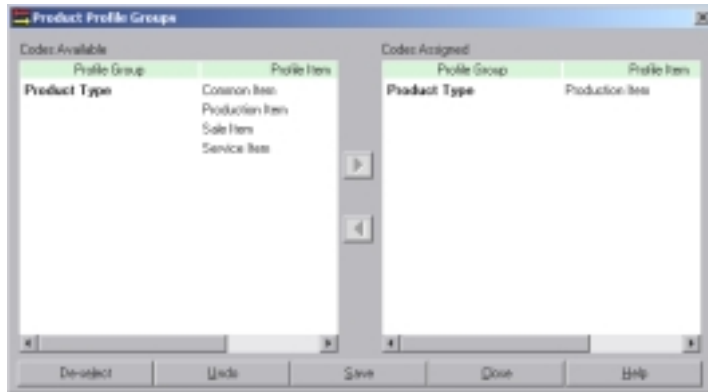 Product Profile Groups
Codes Available
Profile Group Profile Item
Product Type Common Item
Production Item
Sale Item
Service Item
Codes Assigned
Profile Group Profile Item
Product Type Production Item
De-select Undo Save Close Help